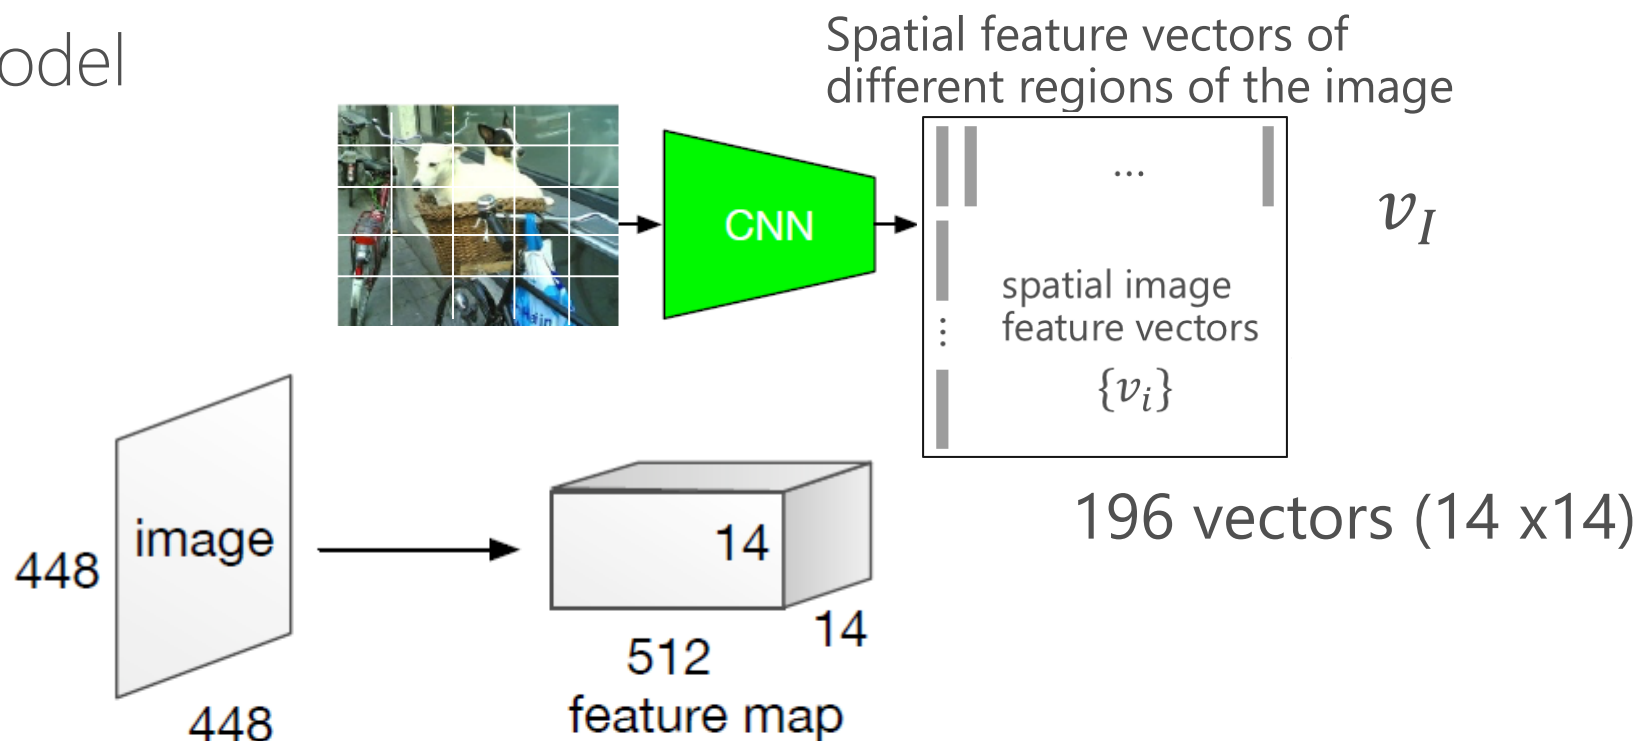 odel
Spatial feature vectors of
different regions of the image
CNN
...
v_I
spatial image
feature vectors
⋮
{v_i}
196 vectors (14 x14)
image
448
448
14
14
512
feature map